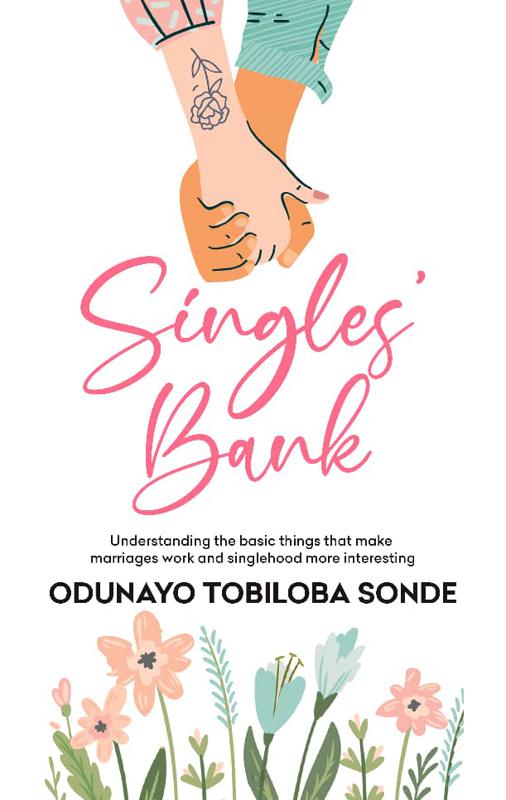 Singles'
Bank
Understanding the basic things that make
marriages work and singlehood more interesting
ODUNAYO TOBILOBA SONDE